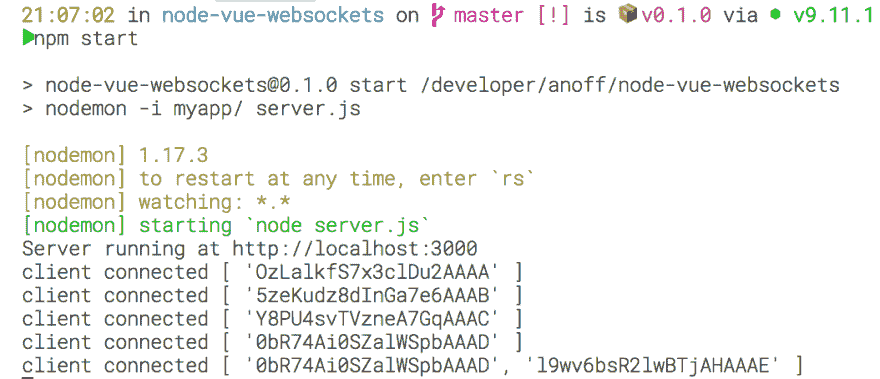 21:07:02 in node-vue-websockets on master [!] is 📦v0.1.0 via ● v9.11.1
▶npm start
> node-vue-websockets@0.1.0 start /developer/anoff/node-vue-websockets
> nodemon -i myapp/ server.js
[nodemon] 1.17.3
[nodemon] to restart at any time, enter `rs`
[nodemon] watching: *.*
[nodemon] starting `node server.js`
Server running at http://localhost:3000
client connected [ 'OzLalkfS7x3clDu2AAAA' ]
client connected [ '5zeKudz8dInGa7e6AAAB' ]
client connected [ 'Y8PU4svTVzneA7GqAAAC' ]
client connected [ '0bR74Ai0SZalWSpbAAAD' ]
client connected [ '0bR74Ai0SZalWSpbAAAD', 'l9wv6bsR2lwBTjAHAAAE' ]